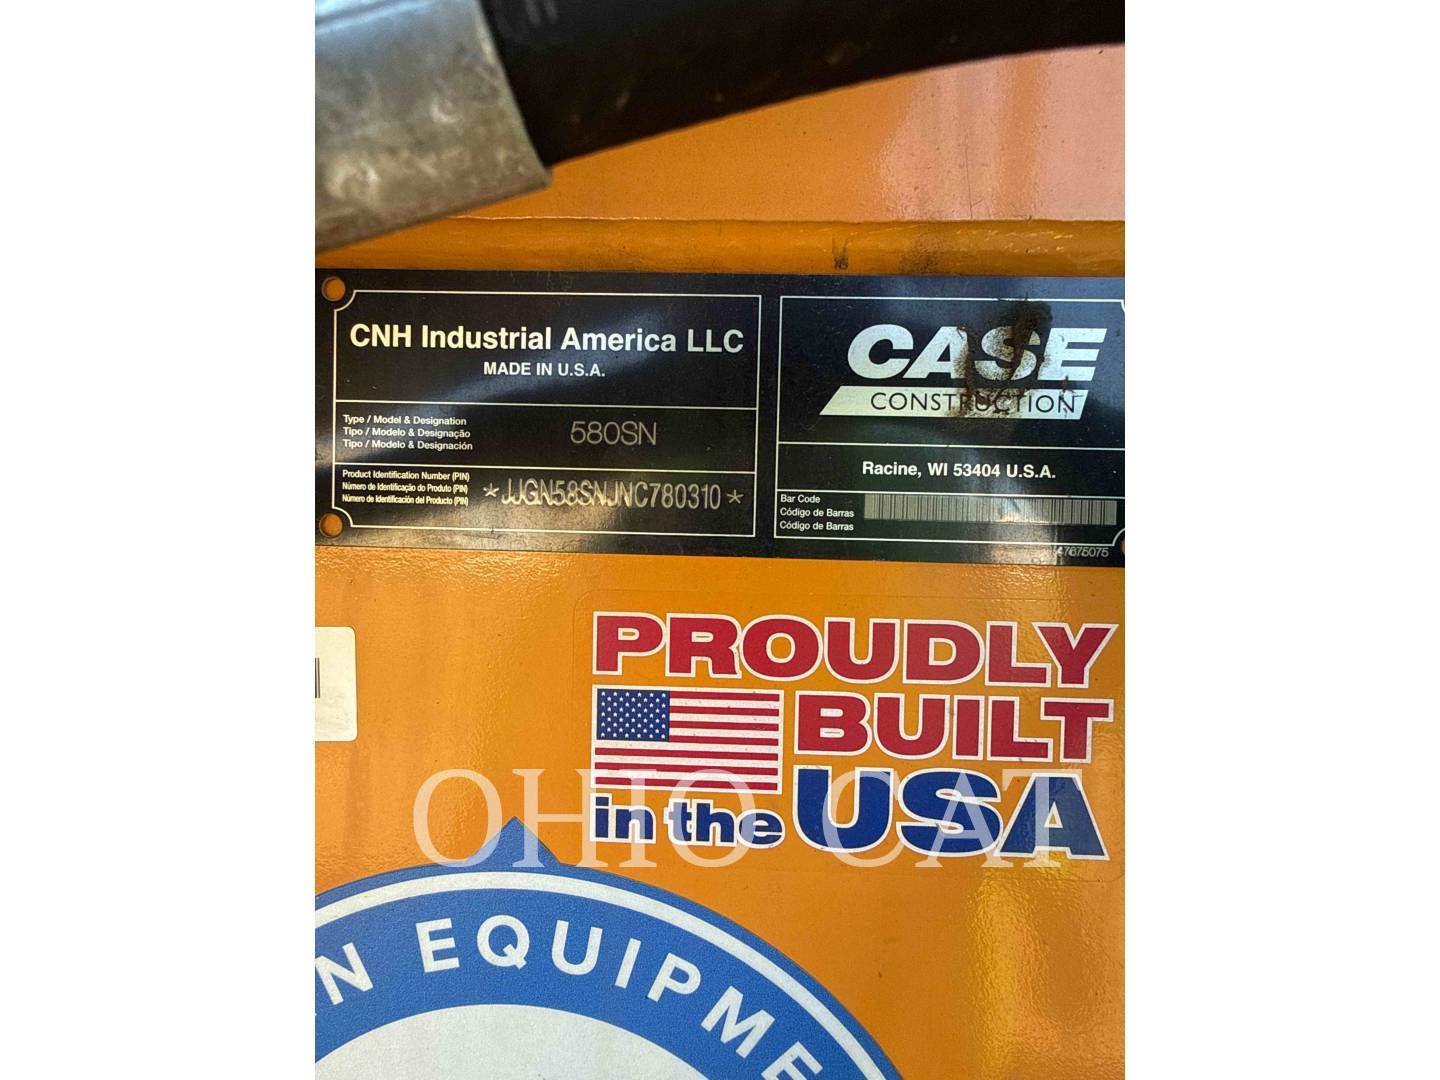 CNH Industrial America LLC
MADE IN U.S.A.
Type / Model & Designation
Tipo / Modelo & Designação
Tipo / Modelo & Designación
580SN
Product Identification Number (PIN)
Número de Identificação do Produto (PIN)
Número de Identificación del Producto (PIN)
*JJGN58SNJNC780310*
CASE
CONSTRUCTION
Racine, WI 53404 U.S.A.
Bar Code
Código de Barras
Código de Barras
47675075
PROUDLY
BUILT
in the USA
OHIO CAT
N EQUIPME